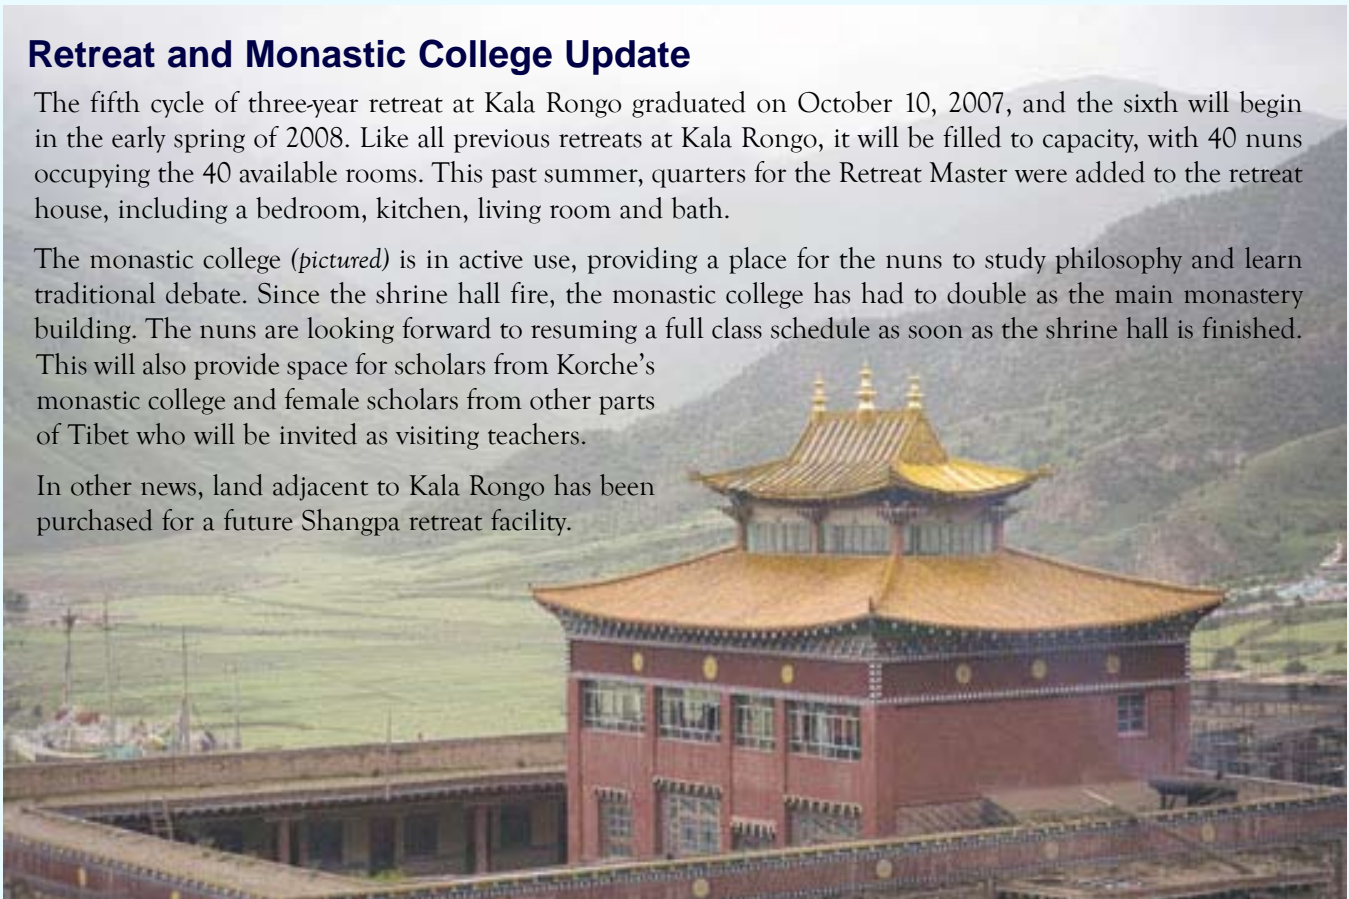 Retreat and Monastic College Update
The fifth cycle of three-year retreat at Kala Rongo graduated on October 10, 2007, and the sixth will begin
in the early spring of 2008. Like all previous retreats at Kala Rongo, it will be filled to capacity, with 40 nuns
occupying the 40 available rooms. This past summer, quarters for the Retreat Master were added to the retreat
house, including a bedroom, kitchen, living room and bath.
The monastic college (pictured) is in active use, providing a place for the nuns to study philosophy and learn
traditional debate. Since the shrine hall fire, the monastic college has had to double as the main monastery
building. The nuns are looking forward to resuming a full class schedule as soon as the shrine hall is finished.
This will also provide space for scholars from Korche’s
monastic college and female scholars from other parts
of Tibet who will be invited as visiting teachers.
In other news, land adjacent to Kala Rongo has been
purchased for a future Shangpa retreat facility.